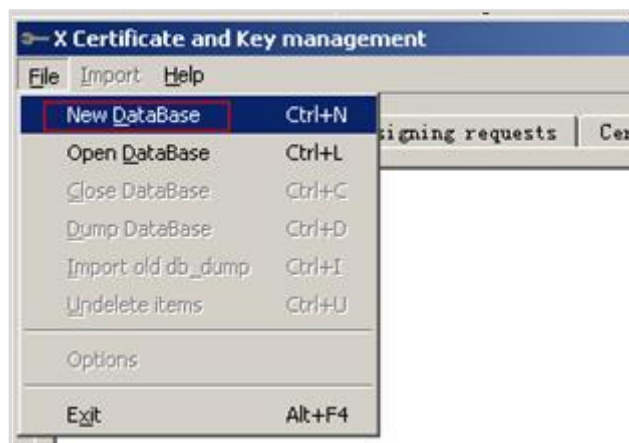 X Certificate and Key management
File Import Help
New DataBase Ctrl+N
igning requests
Open DataBase Ctrl+L
Close DataBase Ctrl+C
Dump DataBase Ctrl+D
Import old db_dump Ctrl+I
Undelete items Ctrl+U
Options
Exit Alt+F4